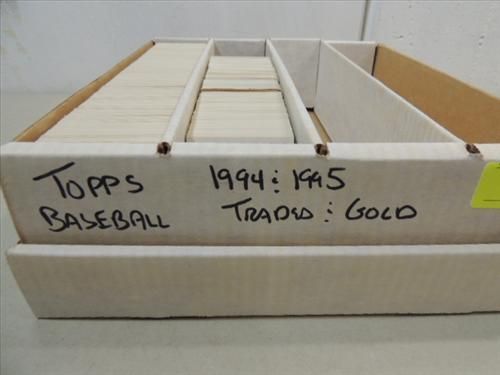 TOPPS 1994 : 1995
BASEBALL TRADED : GOLD